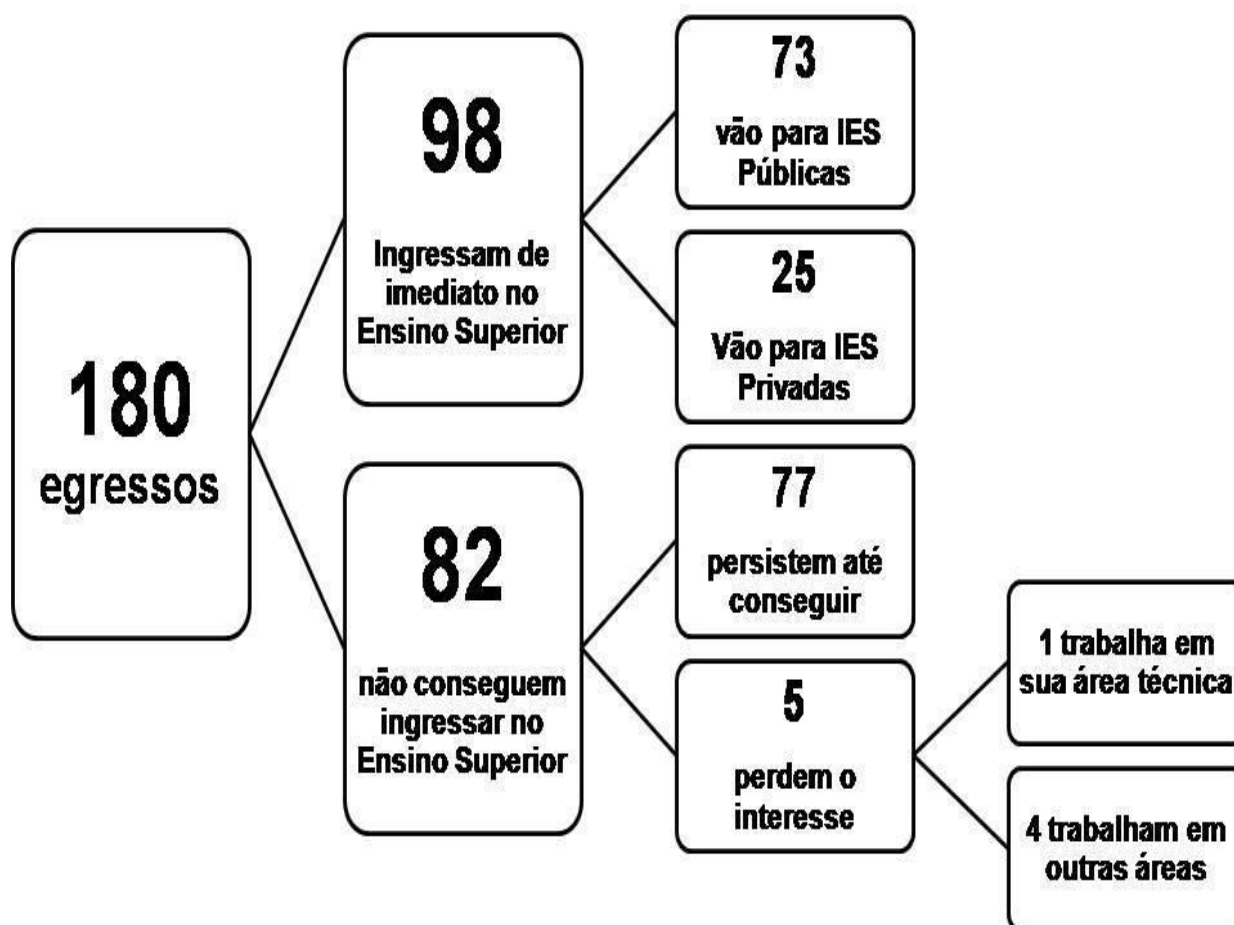 180
egressos
98
Ingressam de
imediato no
Ensino Superior
73
vão para IES
Públicas
25
Vão para IES
Privadas
82
não conseguem
ingressar no
Ensino Superior
77
persistem até
conseguir
5
perdem o
interesse
1 trabalha em
sua área técnica
4 trabalham em
outras áreas